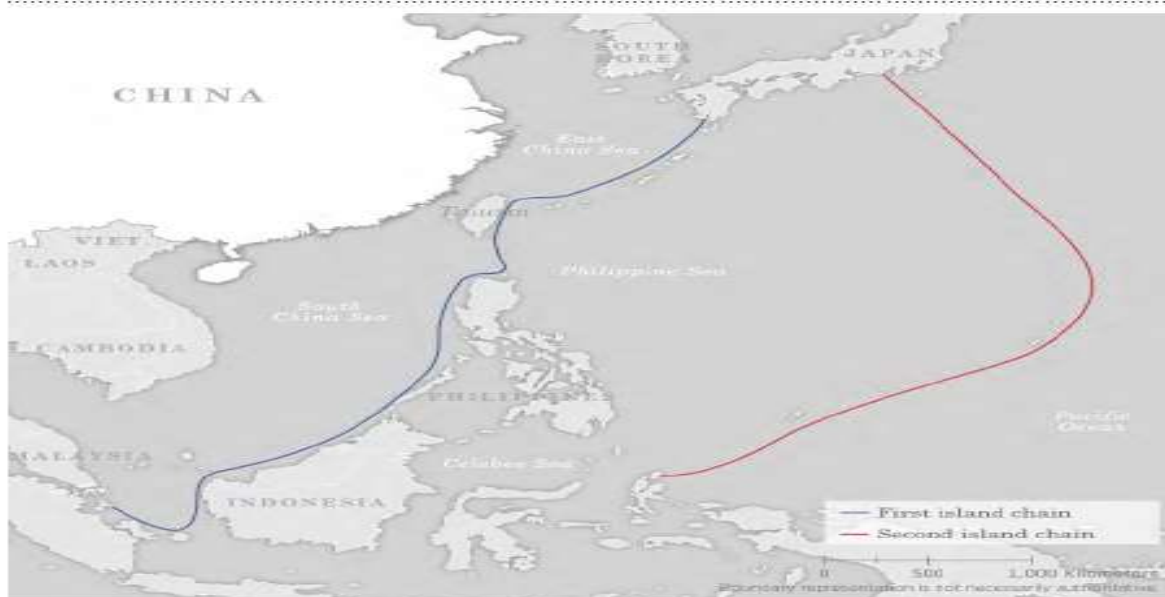 SOUTH
KOREA
JAPAN
CHINA
East
China Sea
Taiwan
VIET
LAOS
Philippine Sea
South
China Sea
CAMBODIA
PHILIPPINES
Pacific
Ocean
MALAYSIA
Celebes Sea
INDONESIA
First island chain
Second island chain
0 500 1,000 Kilometers
Boundary representation is not necessarily authoritative.